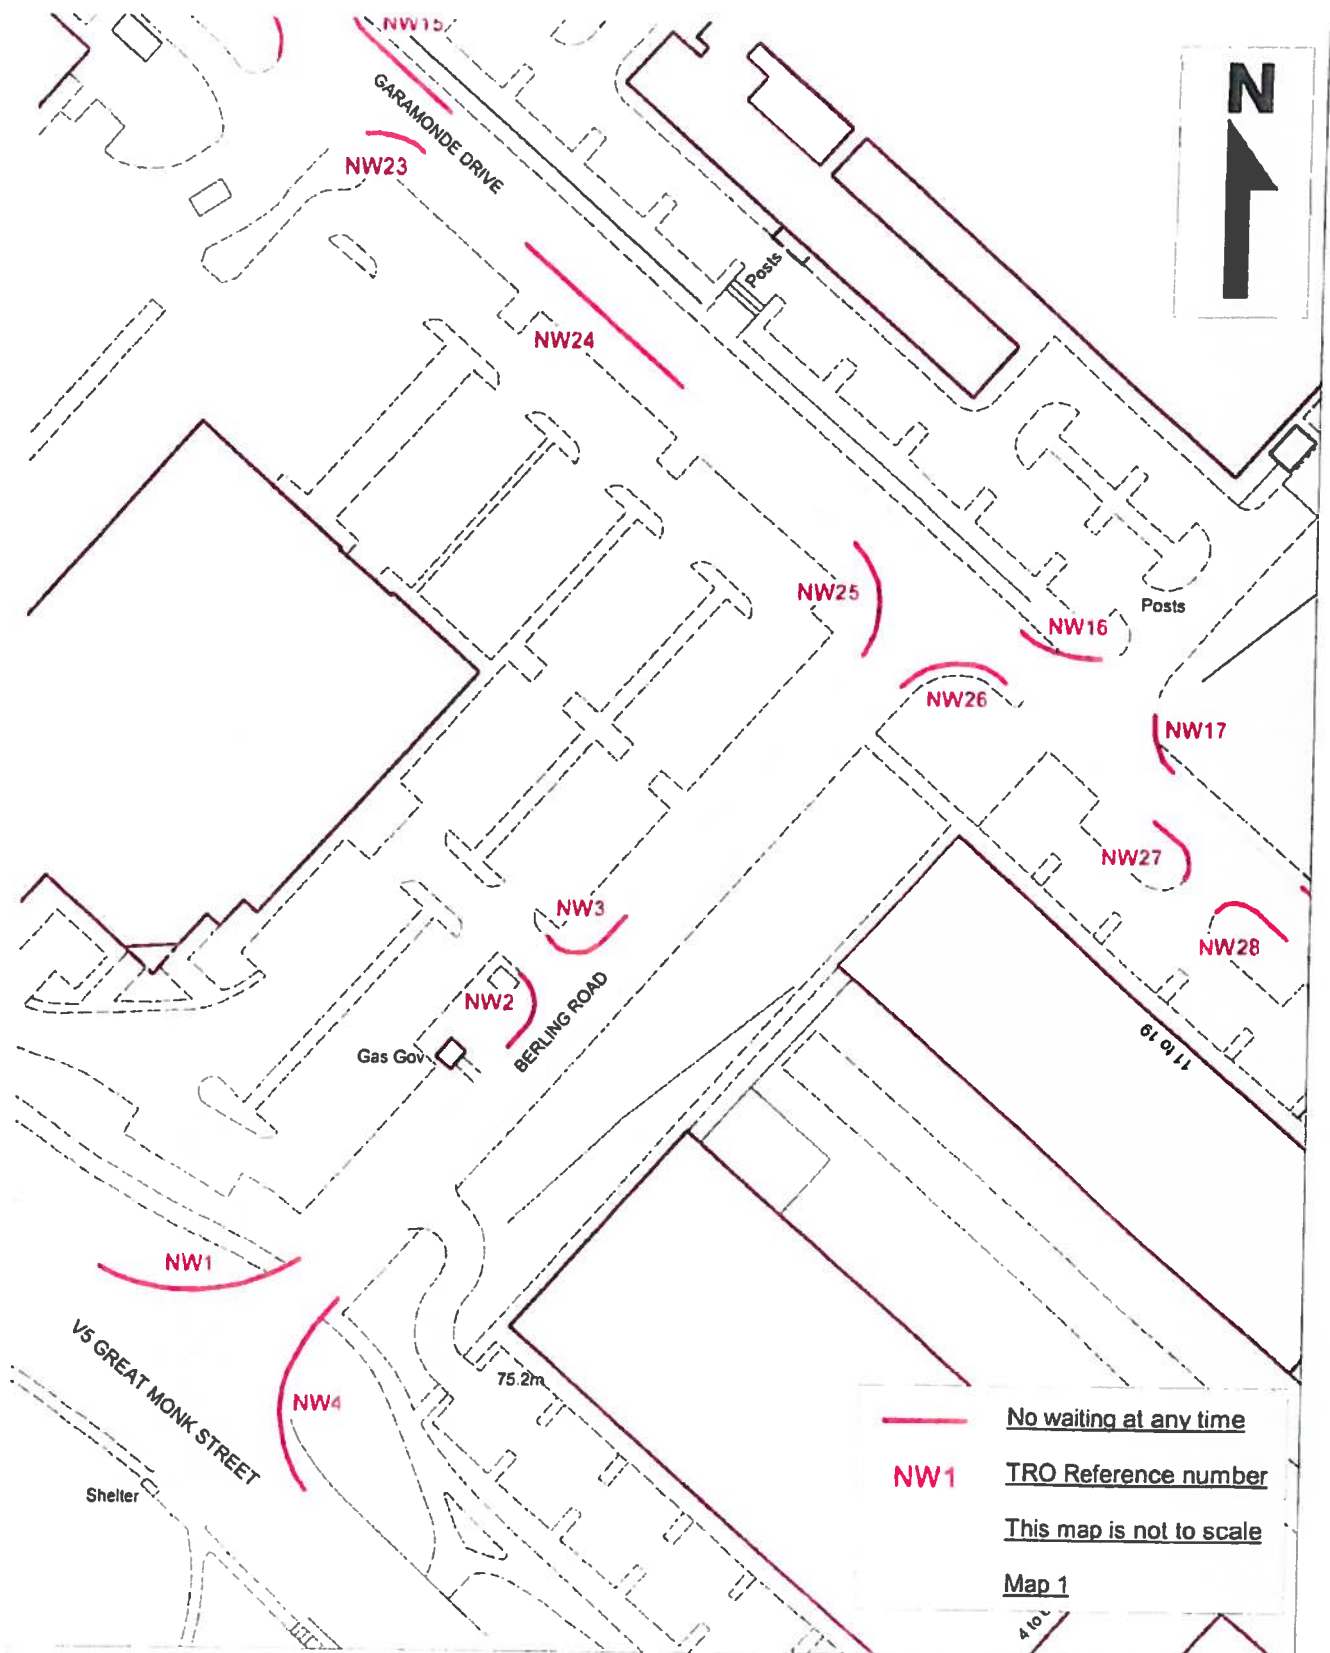 NW15
N
GARAMONDE DRIVE
NW23
Posts
NW24
NW25
Posts
NW16
NW26
NW17
NW27
NW3
NW28
NW2
BERLING ROAD
Gas Gov
11 to 19
NW1
V5 GREAT MONK STREET
75.2m
NW4
Shelter
No waiting at any time
NW1
TRO Reference number
This map is not to scale
Map 1
4 to